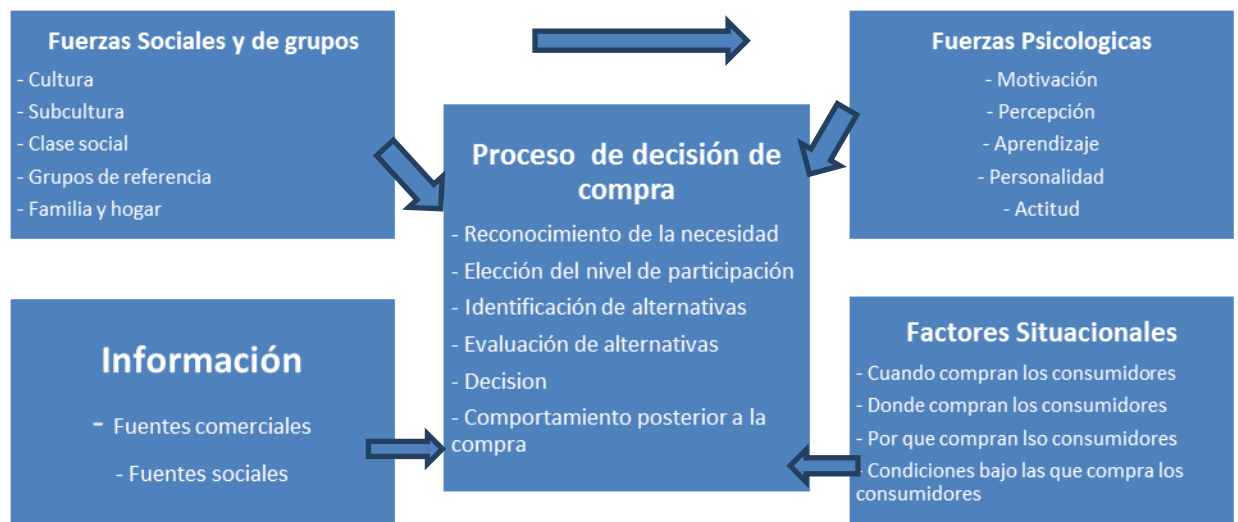 Fuerzas Sociales y de grupos
- Cultura
- Subcultura
- Clase social
- Grupos de referencia
- Familia y hogar
Fuerzas Psicologicas
- Motivación
- Percepción
- Aprendizaje
- Personalidad
- Actitud
Proceso de decisión de
compra
- Reconocimiento de la necesidad
- Elección del nivel de participación
- Identificación de alternativas
- Evaluación de alternativas
- Decision
- Comportamiento posterior a la
compra
Información
- Fuentes comerciales
- Fuentes sociales
Factores Situacionales
- Cuando compran los consumidores
- Donde compran los consumidores
- Por que compran lso consumidores
- Condiciones bajo las que compra los
consumidores